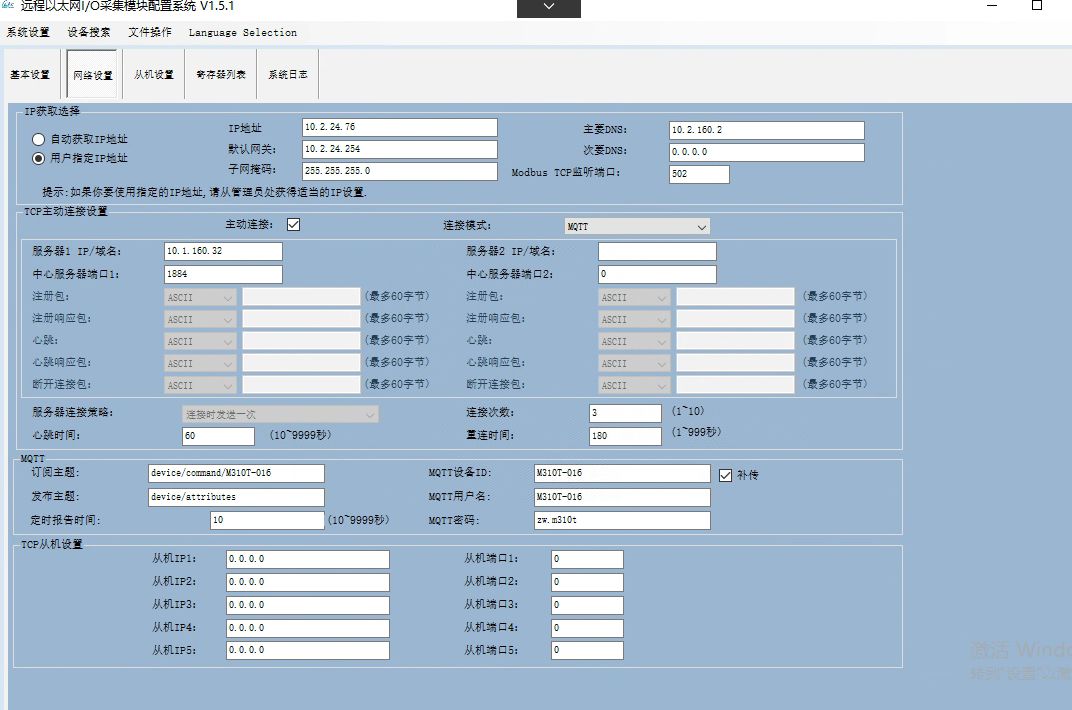 远程以太网I/O采集模块配置系统 V1.5.1
系统设置 设备搜索 文件操作 Language Selection
基本设置 网络设置 从机设置 寄存器列表 系统日志
IP获取选择
自动获取IP地址
用户指定IP地址
IP地址 10.2.24.76
默认网关: 10.2.24.254
子网掩码: 255.255.255.0
主要DNS: 10.2.160.2
次要DNS: 0.0.0.0
Modbus TCP监听端口: 502
提示:如果你要使用指定的IP地址,请从管理员处获得适当的IP设置.
TCP主动连接设置
主动连接: 连接模式: MQTT
服务器1 IP/域名: 10.1.160.32 服务器2 IP/域名:
中心服务器端口1: 1884 中心服务器端口2: 0
注册包: ASCII (最多60字节) 注册包: ASCII (最多60字节)
注册响应包: ASCII (最多60字节) 注册响应包: ASCII (最多60字节)
心跳: ASCII (最多60字节) 心跳: ASCII (最多60字节)
心跳响应包: ASCII (最多60字节) 心跳响应包: ASCII (最多60字节)
断开连接包: ASCII (最多60字节) 断开连接包: ASCII (最多60字节)
服务器连接策略: 连接时发送一次 连接次数: 3 (1~10)
心跳时间: 60 (10~9999秒) 重连时间: 180 (1~999秒)
MQTT
订阅主题: device/command/M310T-016 MQTT设备ID: M310T-016 补传
发布主题: device/attributes MQTT用户名: M310T-016
定时报告时间: 10 (10~9999秒) MQTT密码: zw.m310t
TCP从机设置
从机IP1: 0.0.0.0 从机端口1: 0
从机IP2: 0.0.0.0 从机端口2: 0
从机IP3: 0.0.0.0 从机端口3: 0
从机IP4: 0.0.0.0 从机端口4: 0
从机IP5: 0.0.0.0 从机端口5: 0
激活 Windo
转到"设置"以激